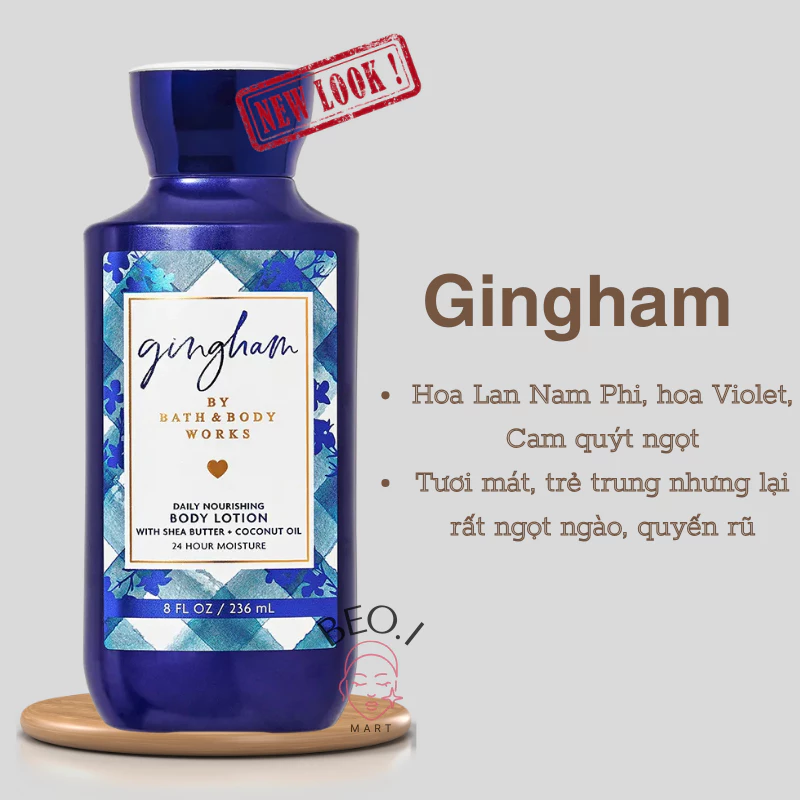 NEW LOOK !
gingham
BY
BATH & BODY
WORKS
DAILY NOURISHING
BODY LOTION
WITH SHEA BUTTER + COCONUT OIL
24 HOUR MOISTURE
8 FL OZ / 236 mL
BEO.I
MART
Gingham
• Hoa Lan Nam Phi, hoa Violet,
Cam quýt ngọt
• Tươi mát, trẻ trung nhưng lại
rất ngọt ngào, quyến rũ